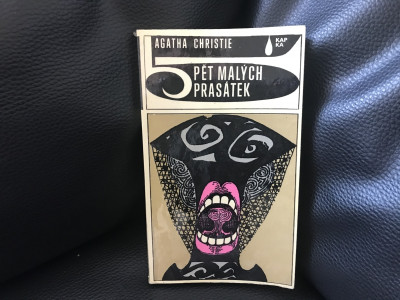 AGATHA CHRISTIE
KAP
KA
5 PĚT MALÝCH
PRASÁTEK